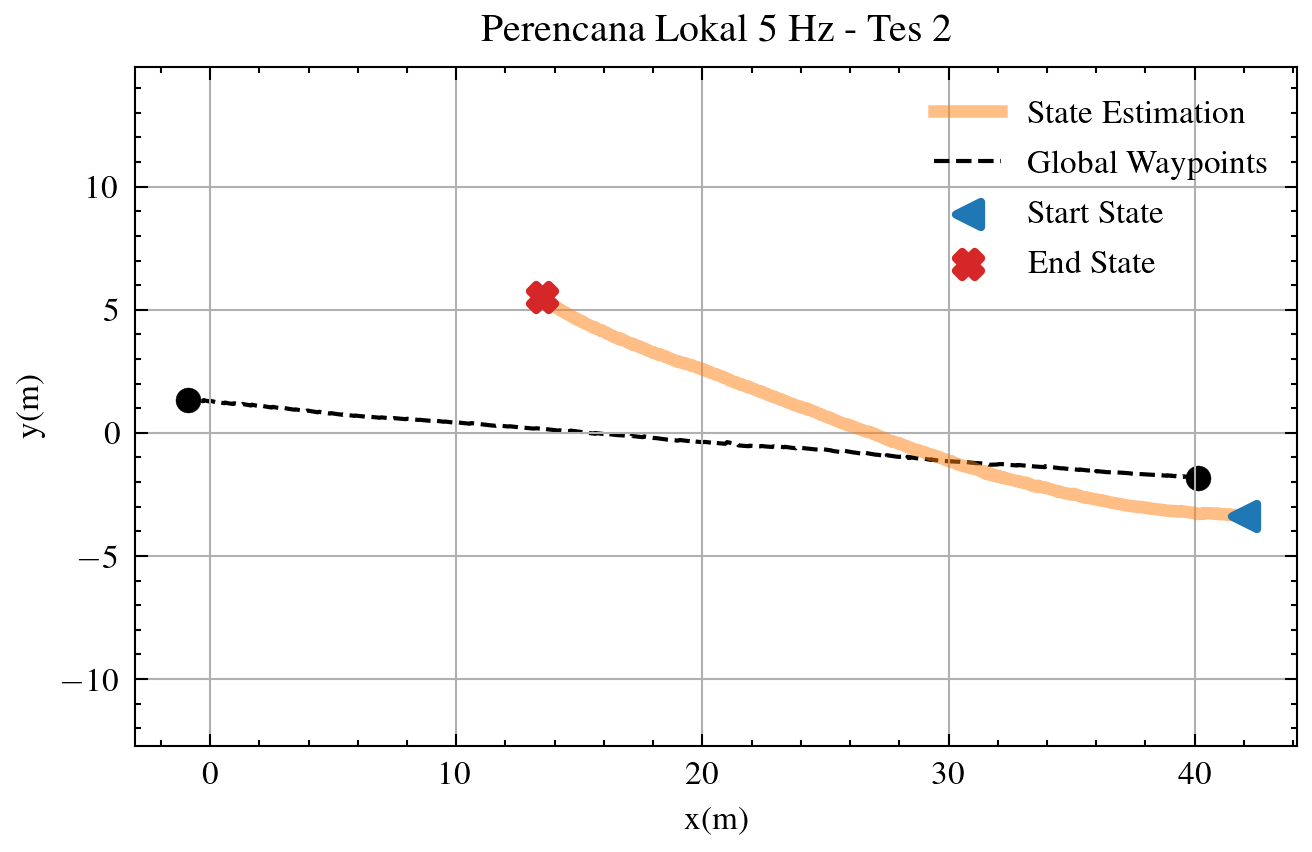 Perencana Lokal 5 Hz - Tes 2
State Estimation
Global Waypoints
Start State
End State
10
5
0
−5
−10
y(m)
0 10 20 30 40
x(m)